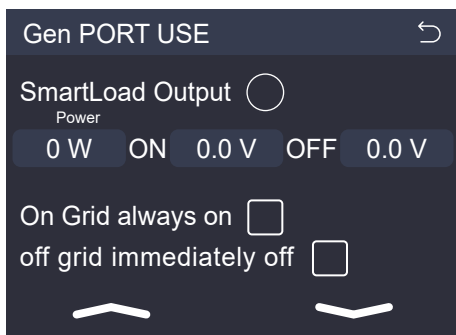 Gen PORT USE
SmartLoad Output
Power
0 W ON 0.0 V OFF 0.0 V
On Grid always on
off grid immediately off